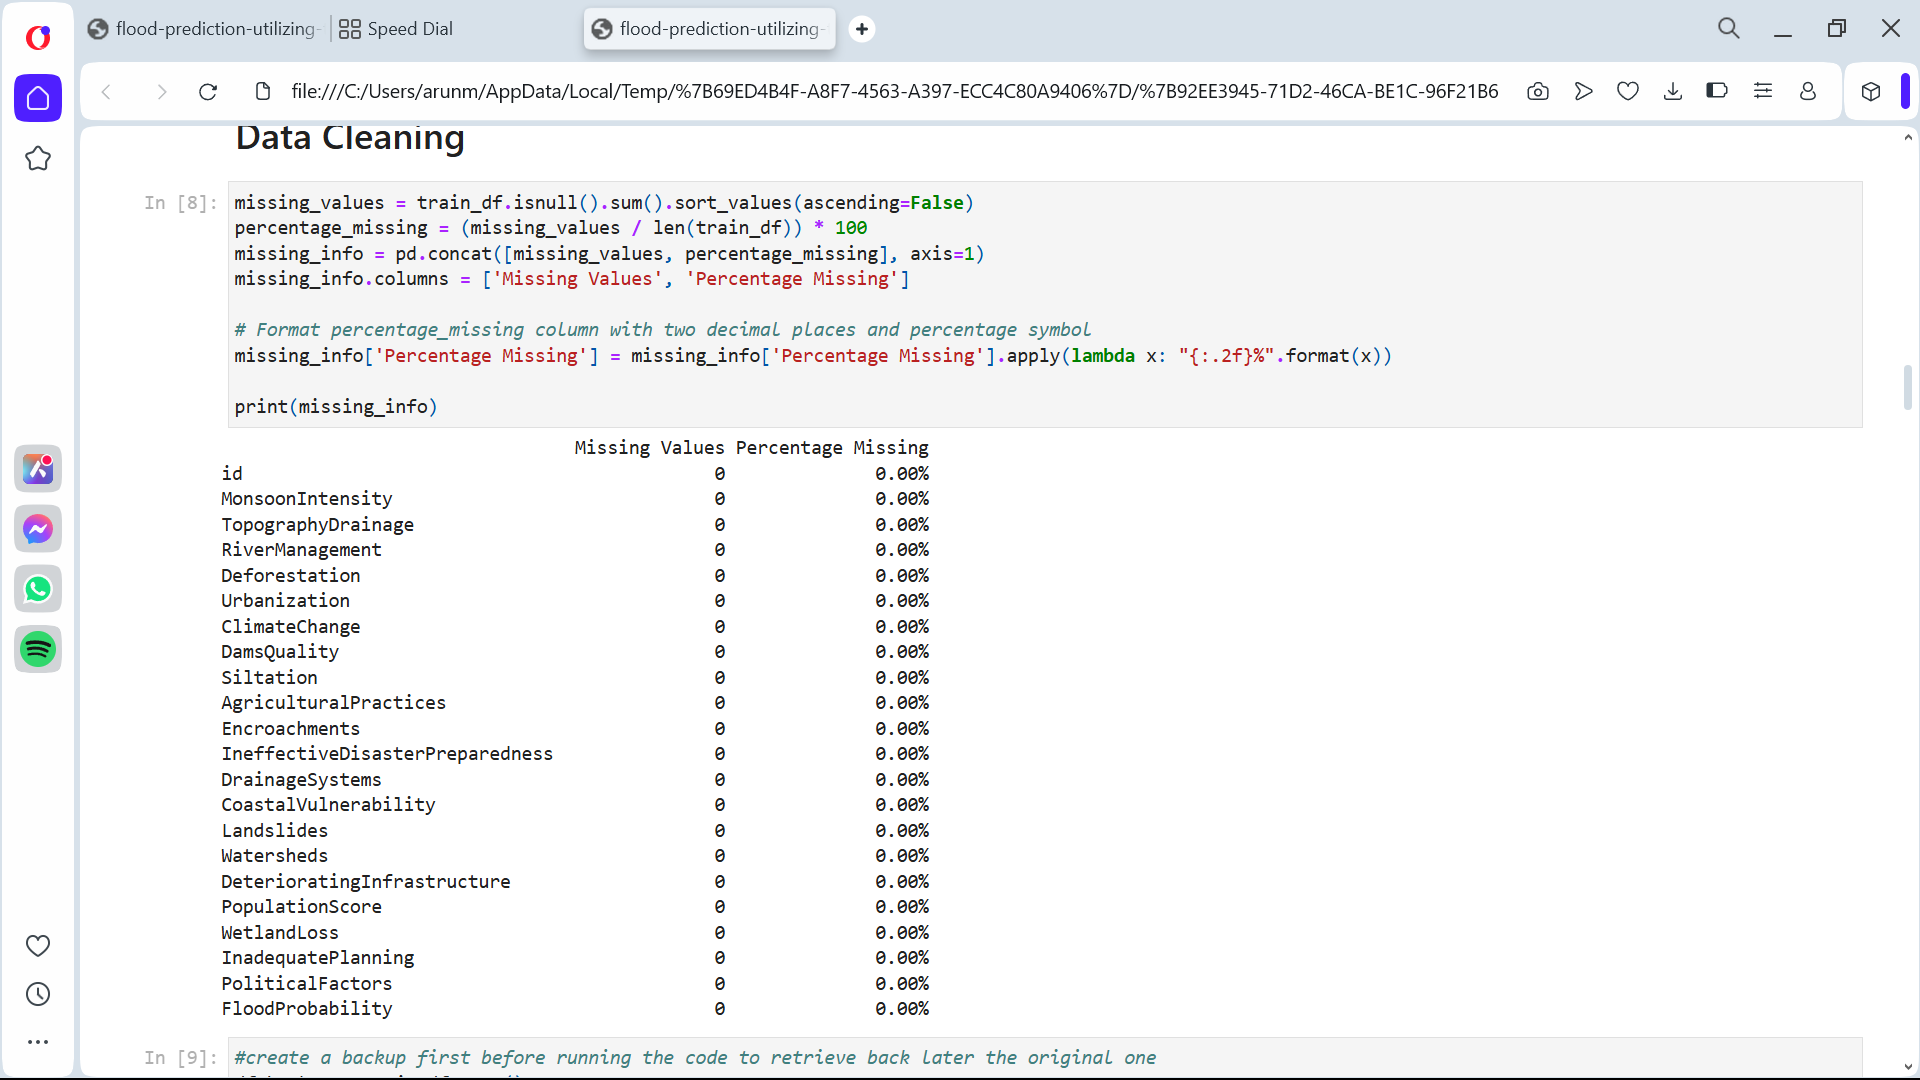 flood-prediction-utilizing-
Speed Dial
flood-prediction-utilizing-
file:///C:/Users/arunm/AppData/Local/Temp/%7B69ED4B4F-A8F7-4563-A397-ECC4C80A9406%7D/%7B92EE3945-71D2-46CA-BE1C-96F21B6
Data Cleaning
In [8]:
missing_values = train_df.isnull().sum().sort_values(ascending=False)
percentage_missing = (missing_values / len(train_df)) * 100
missing_info = pd.concat([missing_values, percentage_missing], axis=1)
missing_info.columns = ['Missing Values', 'Percentage Missing']
# Format percentage_missing column with two decimal places and percentage symbol
missing_info['Percentage Missing'] = missing_info['Percentage Missing'].apply(lambda x: "{:.2f}%".format(x))
print(missing_info)
Missing Values Percentage Missing
id 0 0.00%
MonsoonIntensity 0 0.00%
TopographyDrainage 0 0.00%
RiverManagement 0 0.00%
Deforestation 0 0.00%
Urbanization 0 0.00%
ClimateChange 0 0.00%
DamsQuality 0 0.00%
Siltation 0 0.00%
AgriculturalPractices 0 0.00%
Encroachments 0 0.00%
IneffectiveDisasterPreparedness 0 0.00%
DrainageSystems 0 0.00%
CoastalVulnerability 0 0.00%
Landslides 0 0.00%
Watersheds 0 0.00%
DeterioratingInfrastructure 0 0.00%
PopulationScore 0 0.00%
WetlandLoss 0 0.00%
InadequatePlanning 0 0.00%
PoliticalFactors 0 0.00%
FloodProbability 0 0.00%
In [9]:
#create a backup first before running the code to retrieve back later the original one